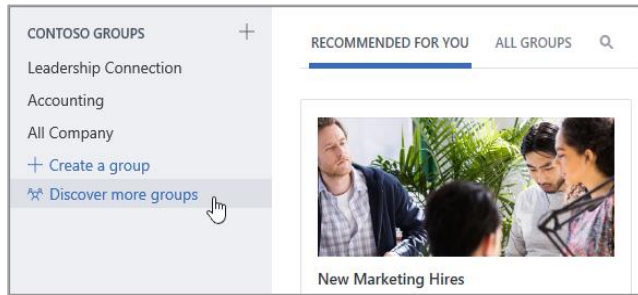 CONTOSO GROUPS
Leadership Connection
Accounting
All Company
Create a group
Discover more groups
RECOMMENDED FOR YOU
ALL GROUPS
New Marketing Hires